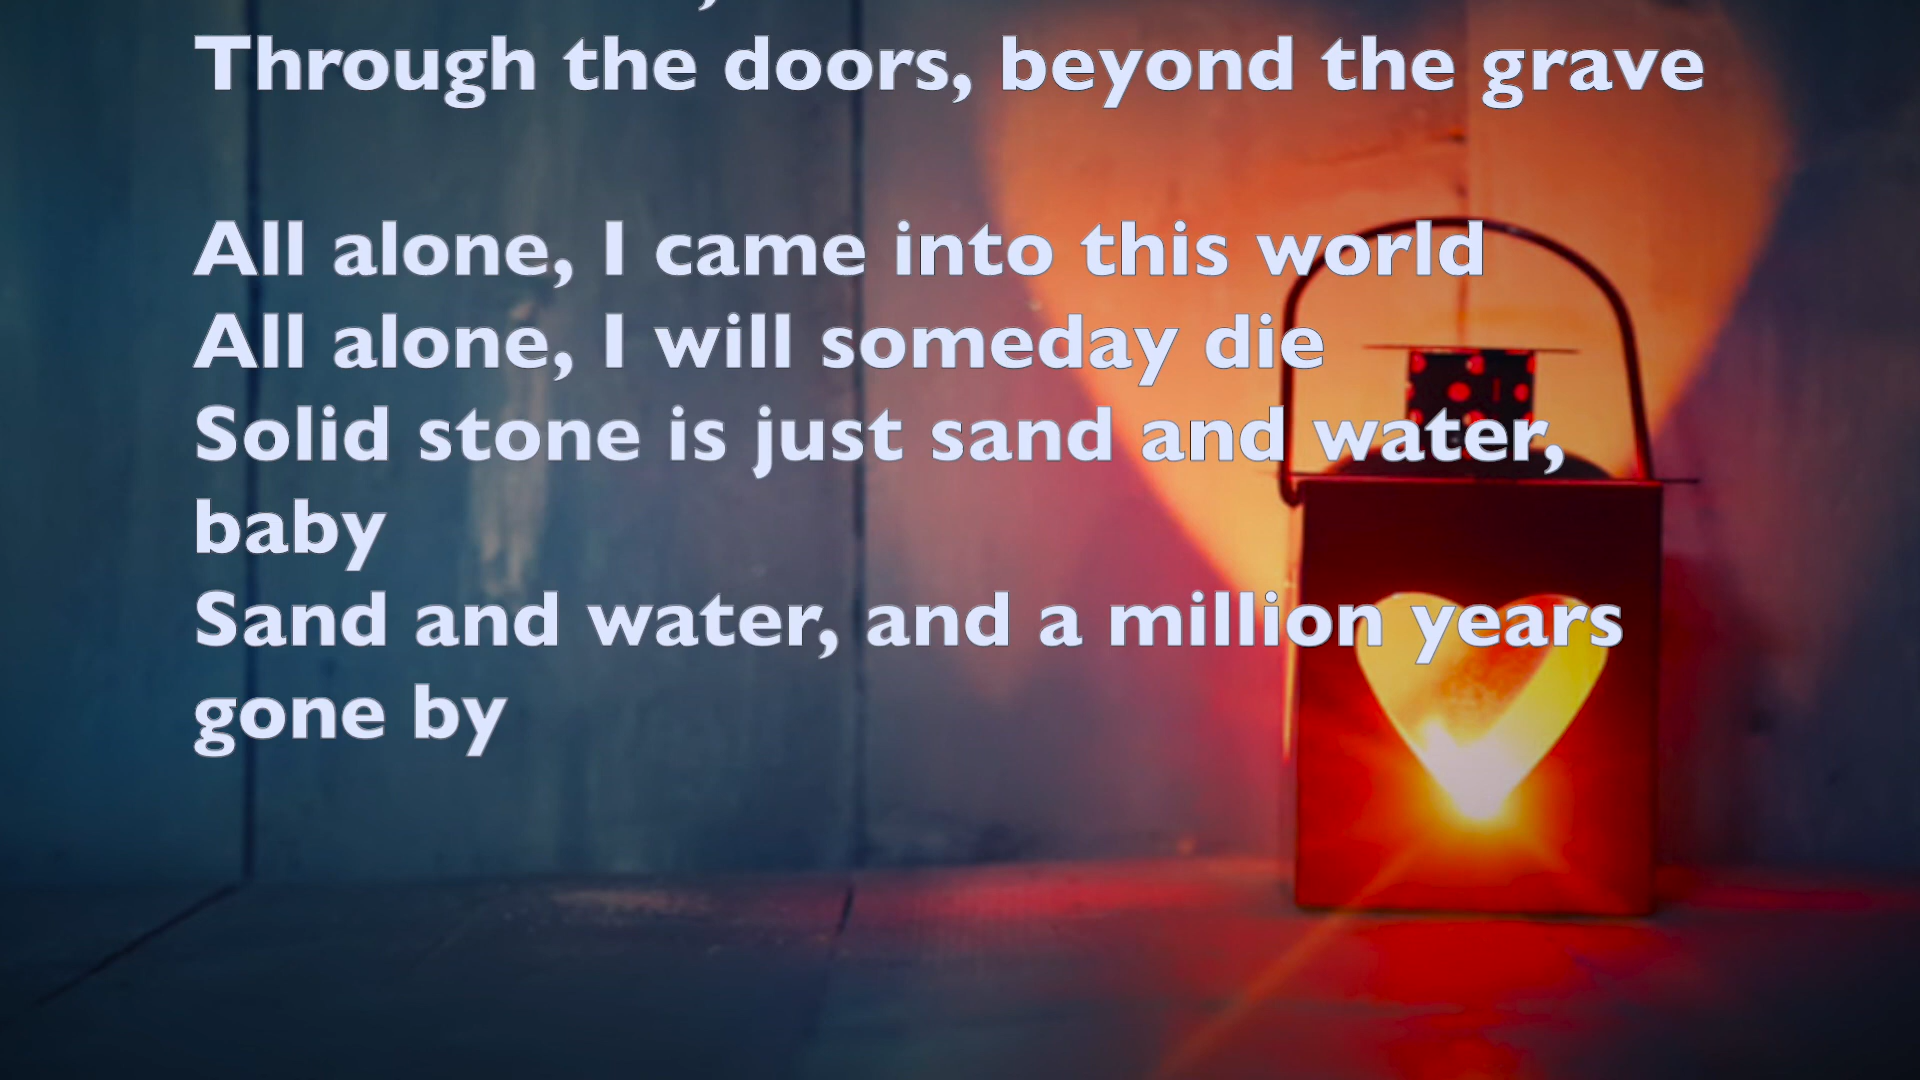 Through the doors, beyond the grave
All alone, I came into this world
All alone, I will someday die
Solid stone is just sand and water,
baby
Sand and water, and a million years
gone by